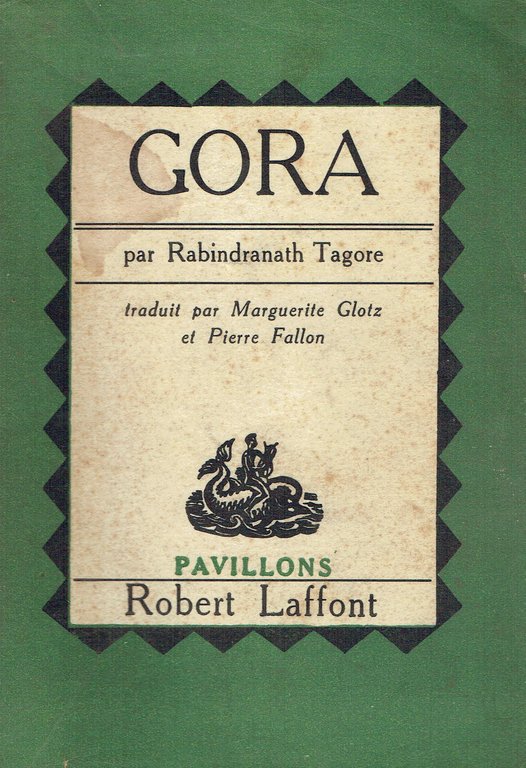 GORA
par Rabindranath Tagore
traduit par Marguerite Glotz
et Pierre Fallon
PAVILLONS
Robert Laffont